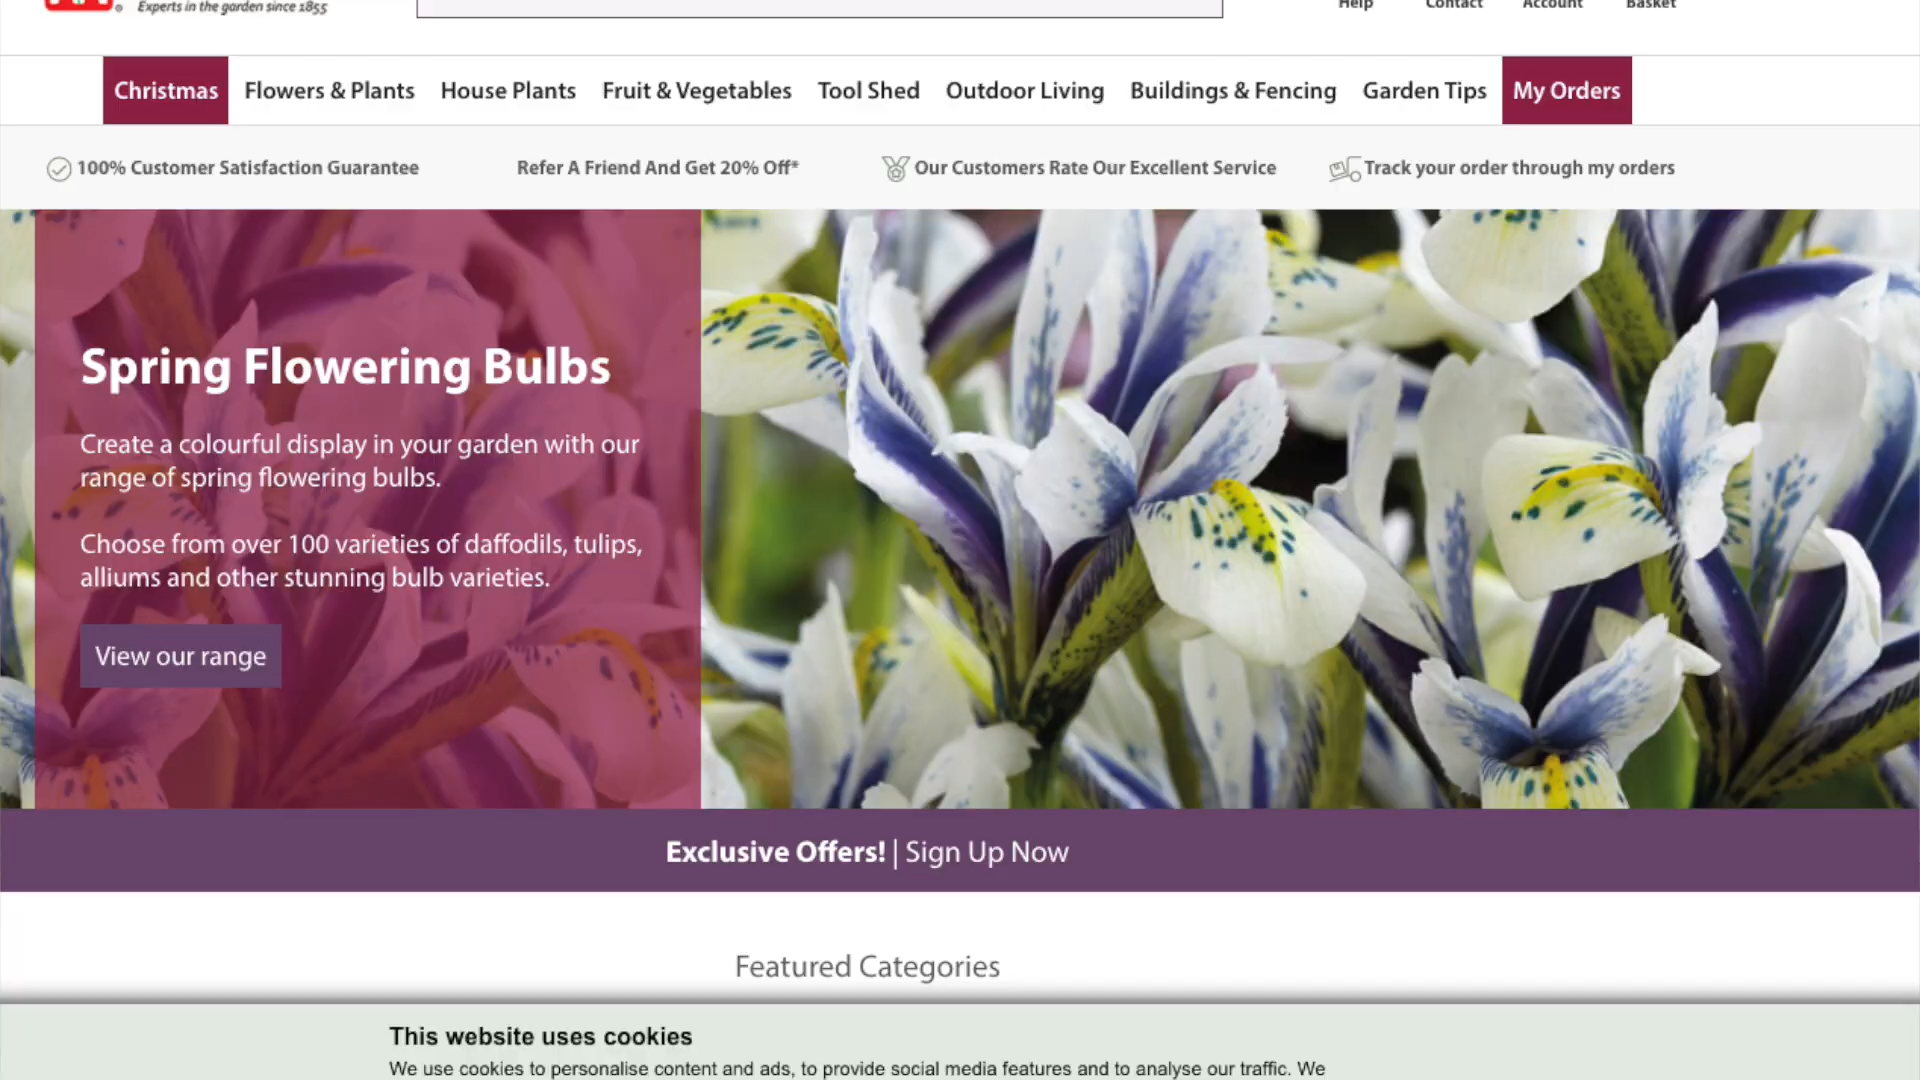 Experts in the garden since 1855
Help Contact Account Basket
Christmas Flowers & Plants House Plants Fruit & Vegetables Tool Shed Outdoor Living Buildings & Fencing Garden Tips My Orders
100% Customer Satisfaction Guarantee Refer A Friend And Get 20% Off* Our Customers Rate Our Excellent Service Track your order through my orders
Spring Flowering Bulbs
Create a colourful display in your garden with our
range of spring flowering bulbs.
Choose from over 100 varieties of daffodils, tulips,
alliums and other stunning bulb varieties.
View our range
Exclusive Offers! | Sign Up Now
Featured Categories
This website uses cookies
We use cookies to personalise content and ads, to provide social media features and to analyse our traffic. We